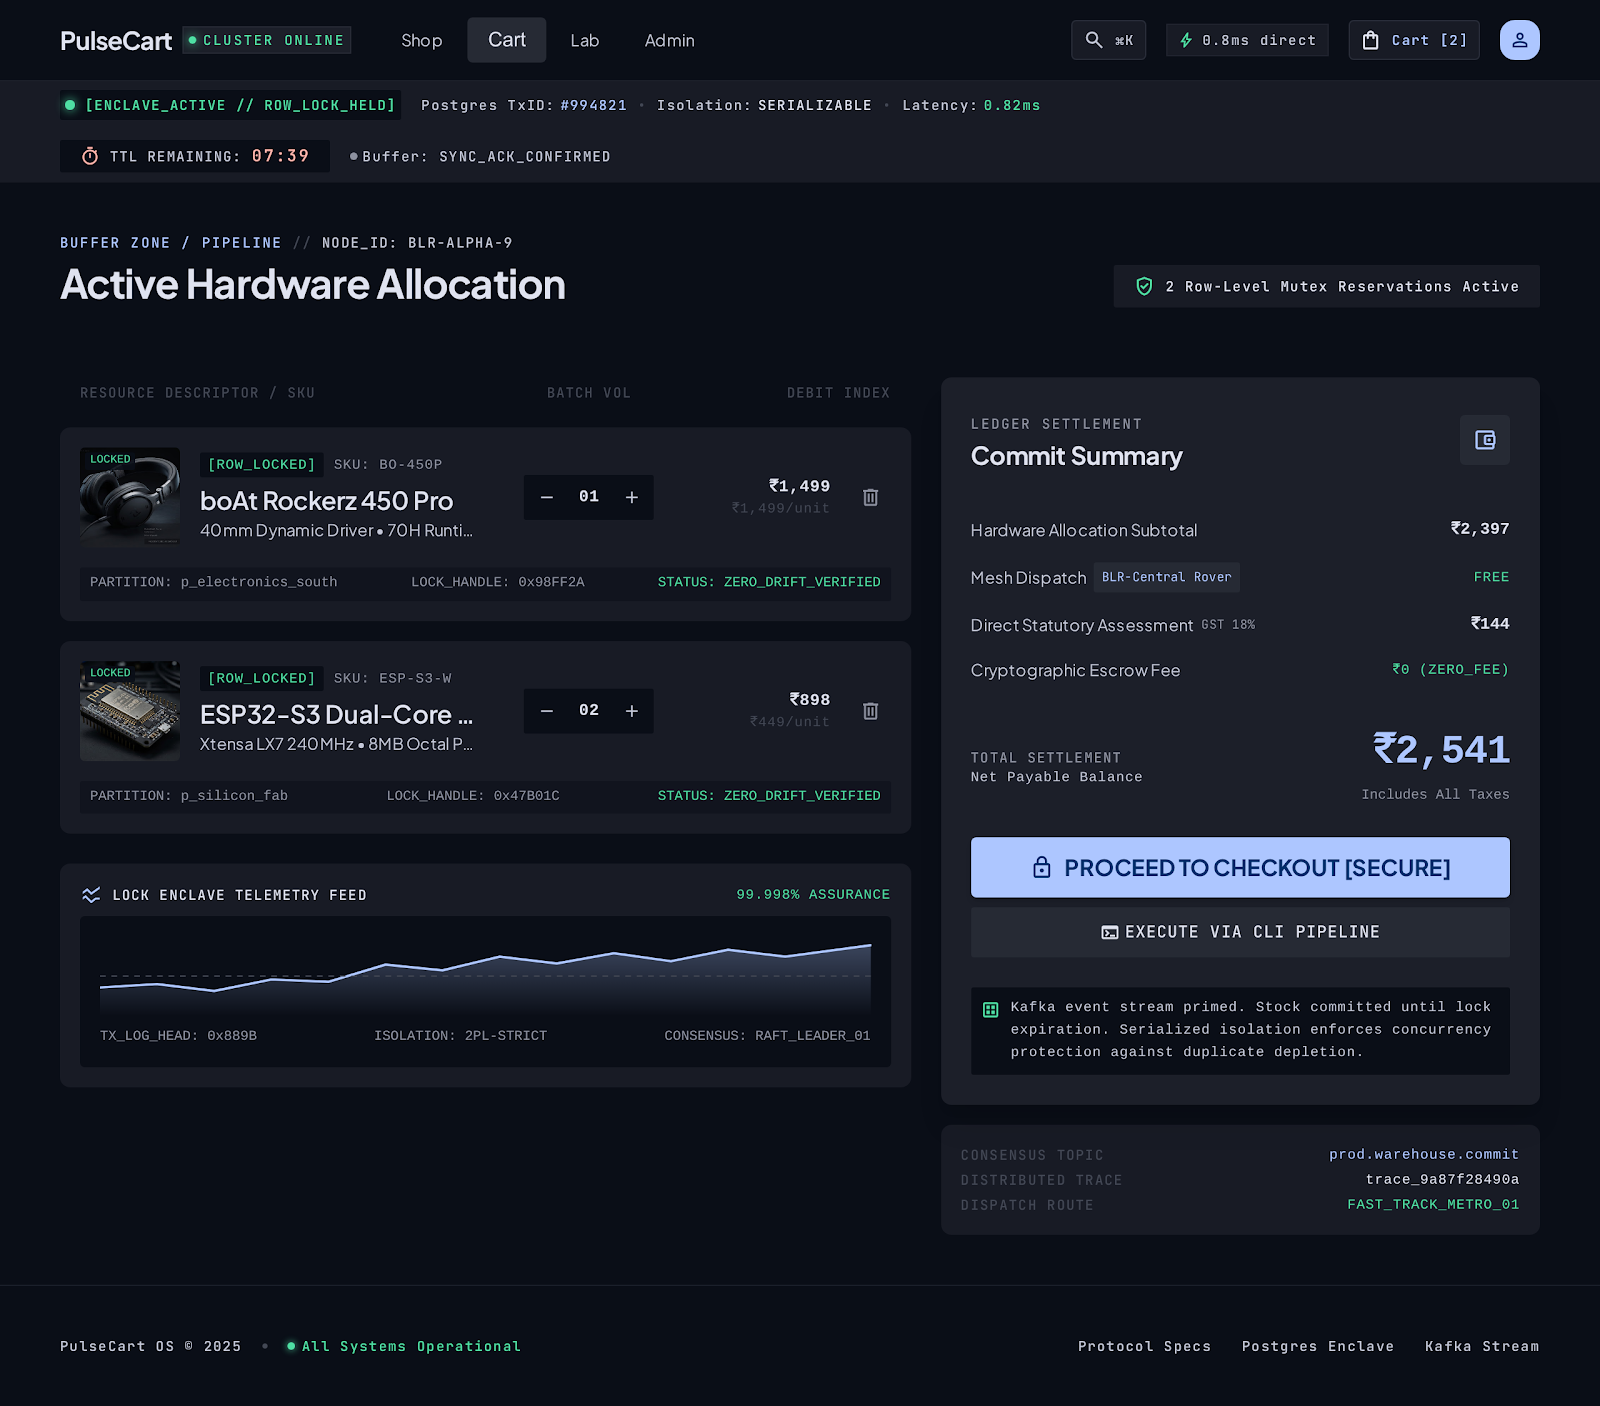 PulseCart
CLUSTER ONLINE
Shop
Cart
Lab
Admin
⌘K
0.8ms direct
Cart [2]
[ENCLAVE_ACTIVE // ROW_LOCK_HELD]
Postgres TxID: #994821 • Isolation: SERIALIZABLE • Latency: 0.82ms
TTL REMAINING: 07:39
Buffer: SYNC_ACK_CONFIRMED
BUFFER ZONE / PIPELINE // NODE_ID: BLR-ALPHA-9
Active Hardware Allocation
2 Row-Level Mutex Reservations Active
RESOURCE DESCRIPTOR / SKU
BATCH VOL
DEBIT INDEX
LOCKED
[ROW_LOCKED] SKU: BO-450P
boAt Rockerz 450 Pro
40mm Dynamic Driver • 70H Runti...
− 01 +
₹1,499
₹1,499/unit
PARTITION: p_electronics_south
LOCK_HANDLE: 0x98FF2A
STATUS: ZERO_DRIFT_VERIFIED
LOCKED
[ROW_LOCKED] SKU: ESP-S3-W
ESP32-S3 Dual-Core ...
Xtensa LX7 240MHz • 8MB Octal P...
− 02 +
₹898
₹449/unit
PARTITION: p_silicon_fab
LOCK_HANDLE: 0x47B01C
STATUS: ZERO_DRIFT_VERIFIED
LOCK ENCLAVE TELEMETRY FEED
99.998% ASSURANCE
TX_LOG_HEAD: 0x889B
ISOLATION: 2PL-STRICT
CONSENSUS: RAFT_LEADER_01
LEDGER SETTLEMENT
Commit Summary
Hardware Allocation Subtotal
₹2,397
Mesh Dispatch BLR-Central Rover
FREE
Direct Statutory Assessment GST 18%
₹144
Cryptographic Escrow Fee
₹0 (ZERO_FEE)
TOTAL SETTLEMENT
Net Payable Balance
₹2,541
Includes All Taxes
PROCEED TO CHECKOUT [SECURE]
EXECUTE VIA CLI PIPELINE
Kafka event stream primed. Stock committed until lock
expiration. Serialized isolation enforces concurrency
protection against duplicate depletion.
CONSENSUS TOPIC
prod.warehouse.commit
DISTRIBUTED TRACE
trace_9a87f28490a
DISPATCH ROUTE
FAST_TRACK_METRO_01
PulseCart OS © 2025 • All Systems Operational
Protocol Specs
Postgres Enclave
Kafka Stream